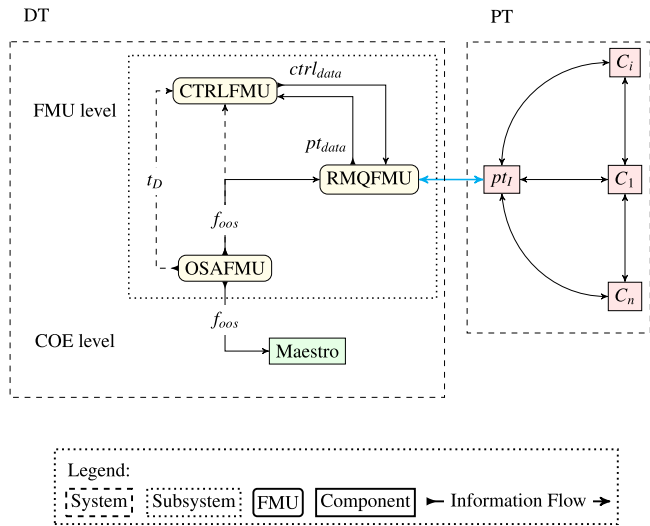 DT
PT
ctrl_data
C_i
CTRLFMU
FMU level
pt_data
t_D
RMQFMU
pt_I
C_1
f_oos
OSAFMU
C_n
f_oos
COE level
Maestro
Legend:
System Subsystem FMU Component Information Flow